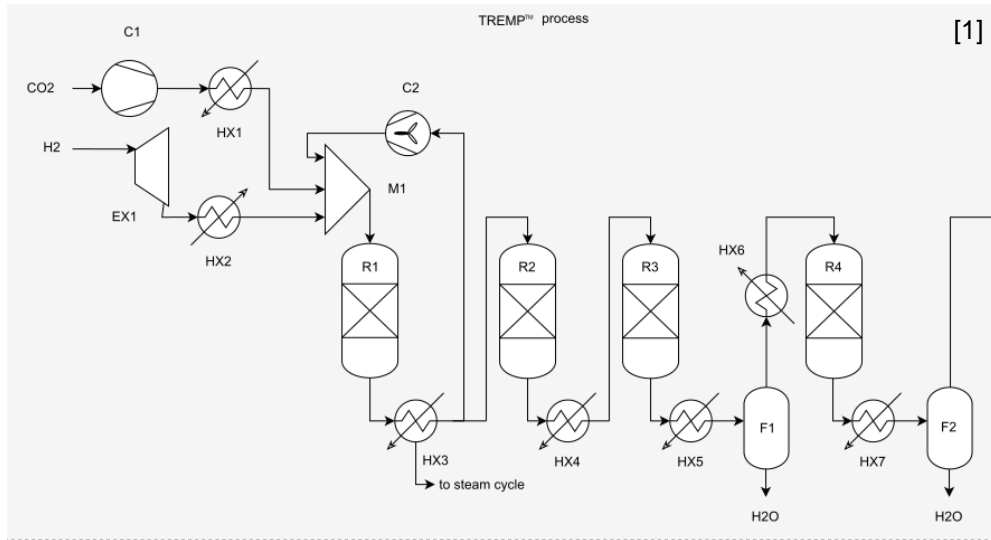 TREMP™ process
[1]
C1
CO2
HX1
C2
H2
M1
EX1
HX2
HX6
R1
R2
R3
R4
F1
F2
HX3
HX4
HX5
HX7
to steam cycle
H2O
H2O